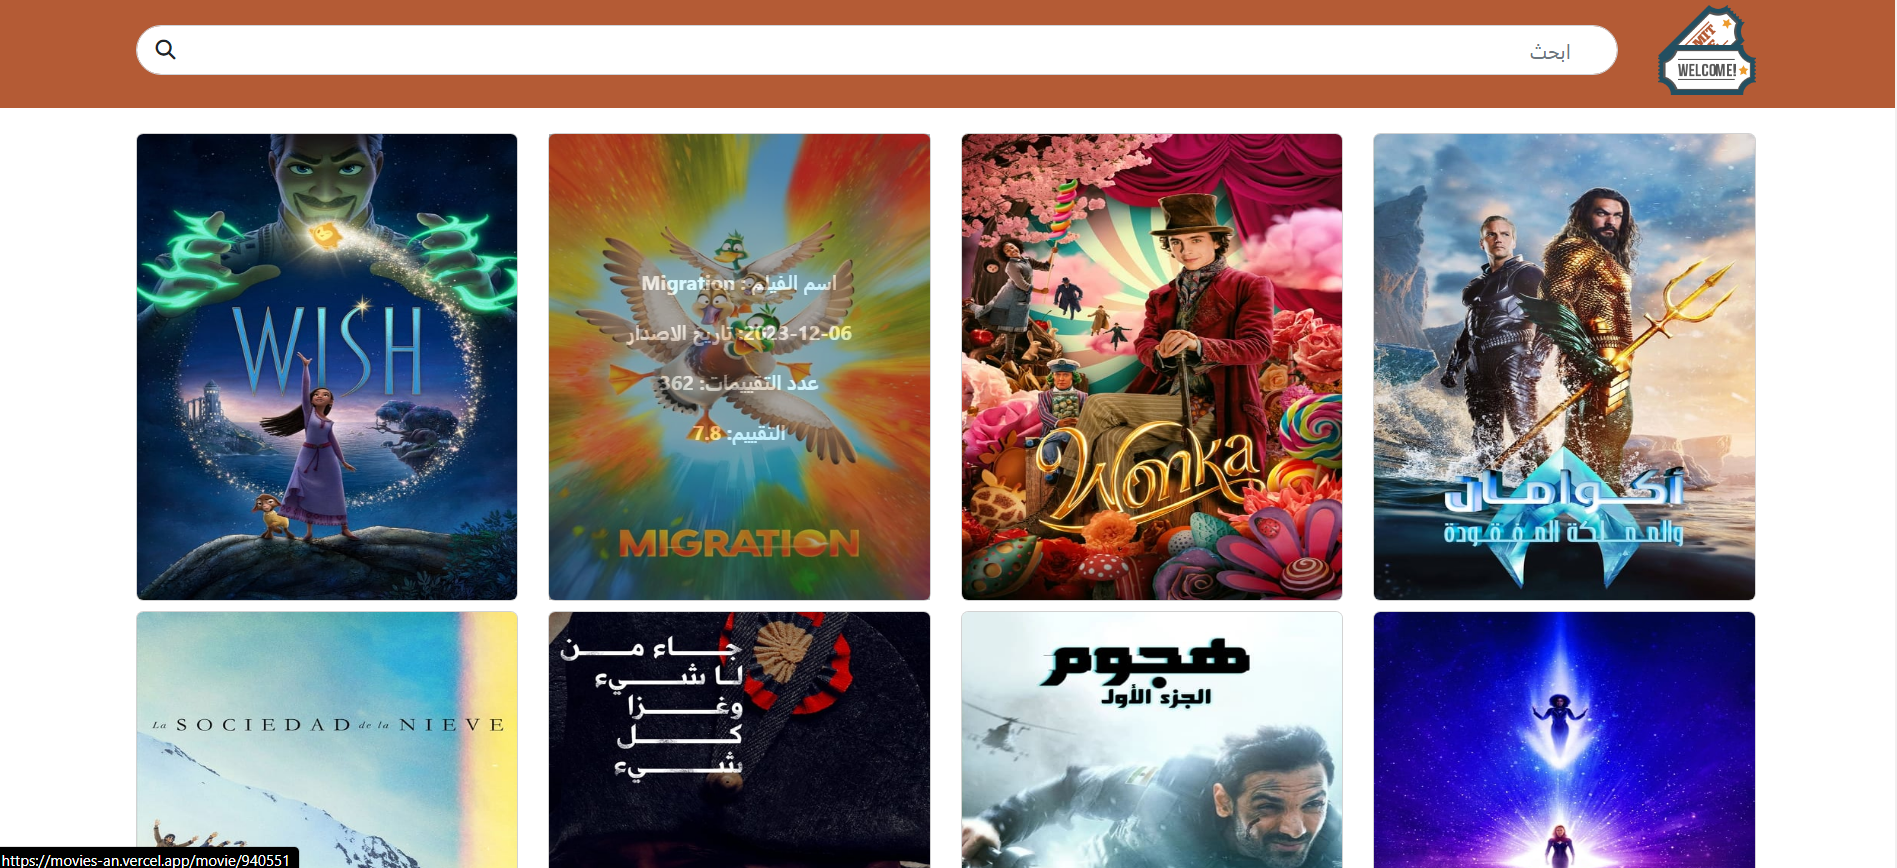 ابحث
MIT
WELCOME!
WISH
اسم الفيلم : Migration
2023-12-06: تاريخ الاصدار
عدد التقييمات: 362
التقييم: 7.8
MIGRATION
Wonka
أكوامان
والمملكة المفقودة
La SOCIEDAD de la NIEVE
جاء من
لا شيء
وغزا
كل
شيء
هجوم
الجزء الأول
https://movies-an.vercel.app/movie/940551